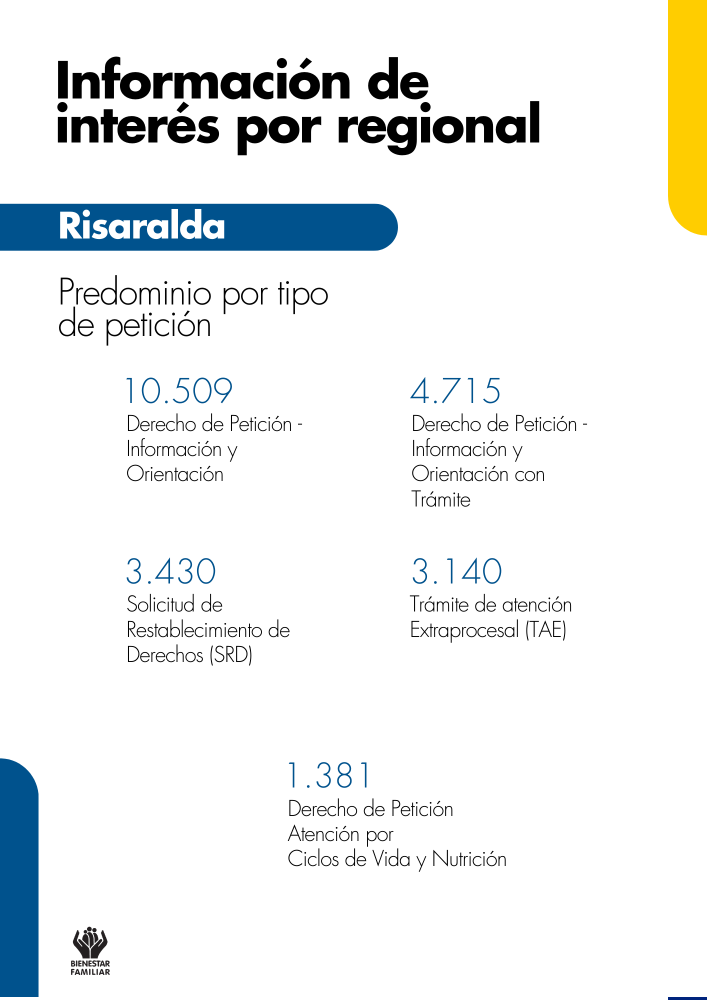 Información de
interés por regional
Risaralda
Predominio por tipo
de petición
10.509
Derecho de Petición -
Información y
Orientación
4.715
Derecho de Petición -
Información y
Orientación con
Trámite
3.430
Solicitud de
Restablecimiento de
Derechos (SRD)
3.140
Trámite de atención
Extraprocesal (TAE)
1.381
Derecho de Petición
Atención por
Ciclos de Vida y Nutrición
BIENESTAR
FAMILIAR